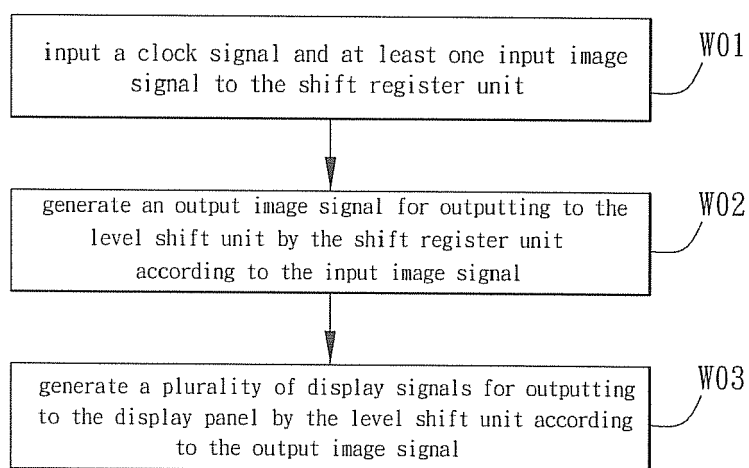 input a clock signal and at least one input image
signal to the shift register unit
W01
generate an output image signal for outputting to the
level shift unit by the shift register unit
according to the input image signal
W02
generate a plurality of display signals for outputting
to the display panel by the level shift unit according
to the output image signal
W03